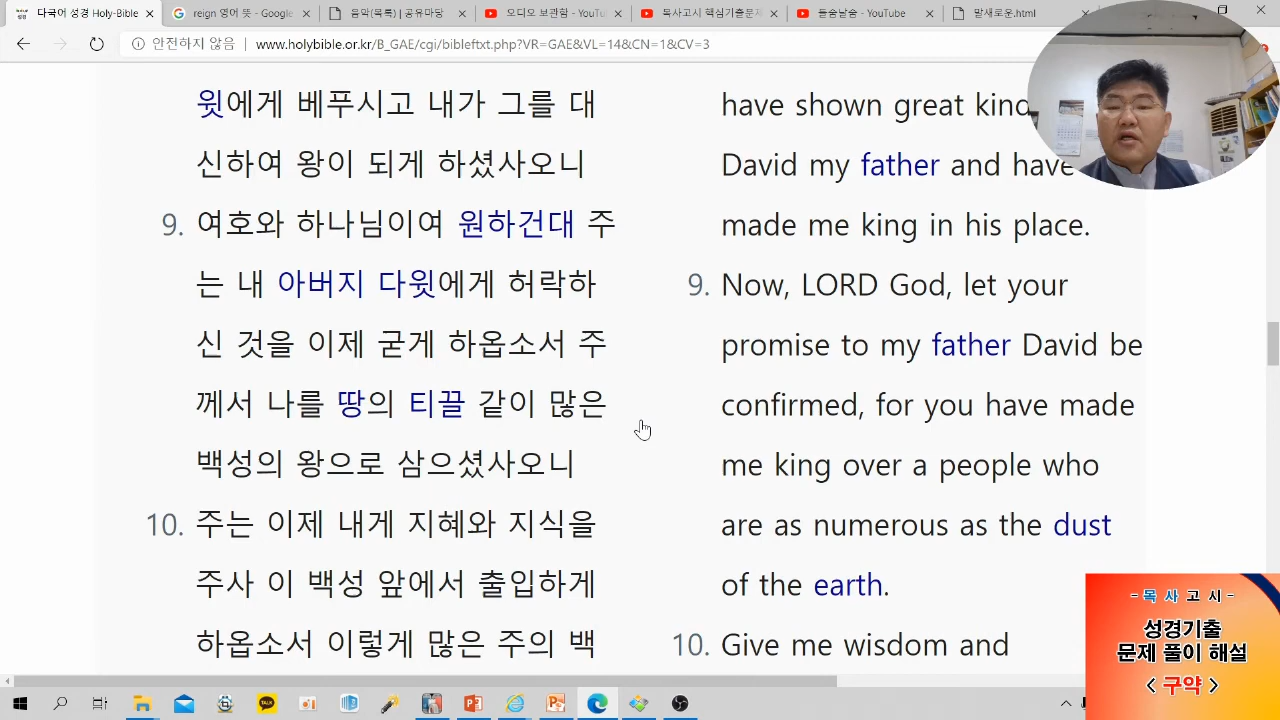 다국어 성경 Holy-Bible
reign 영어 뜻 - Google
음악(목록) | 공유마당
오디오 보관함 - YouTu
목사고시 핵심기출문제
들숨날숨 - YouTube
말새로운.html
안전하지 않음
www.holybible.or.kr/B_GAE/cgi/bibleftxt.php?VR=GAE&VL=14&CN=1&CV=3
윗에게 베푸시고 내가 그를 대
신하여 왕이 되게 하셨사오니
9. 여호와 하나님이여 원하건대 주
는 내 아버지 다윗에게 허락하
신 것을 이제 굳게 하옵소서 주
께서 나를 땅의 티끌 같이 많은
백성의 왕으로 삼으셨사오니
10. 주는 이제 내게 지혜와 지식을
주사 이 백성 앞에서 출입하게
하옵소서 이렇게 많은 주의 백
have shown great kind
David my father and have
made me king in his place.
9. Now, LORD God, let your
promise to my father David be
confirmed, for you have made
me king over a people who
are as numerous as the dust
of the earth.
10. Give me wisdom and
- 목사고시 -
성경기출
문제 풀이 해설
< 구약 >